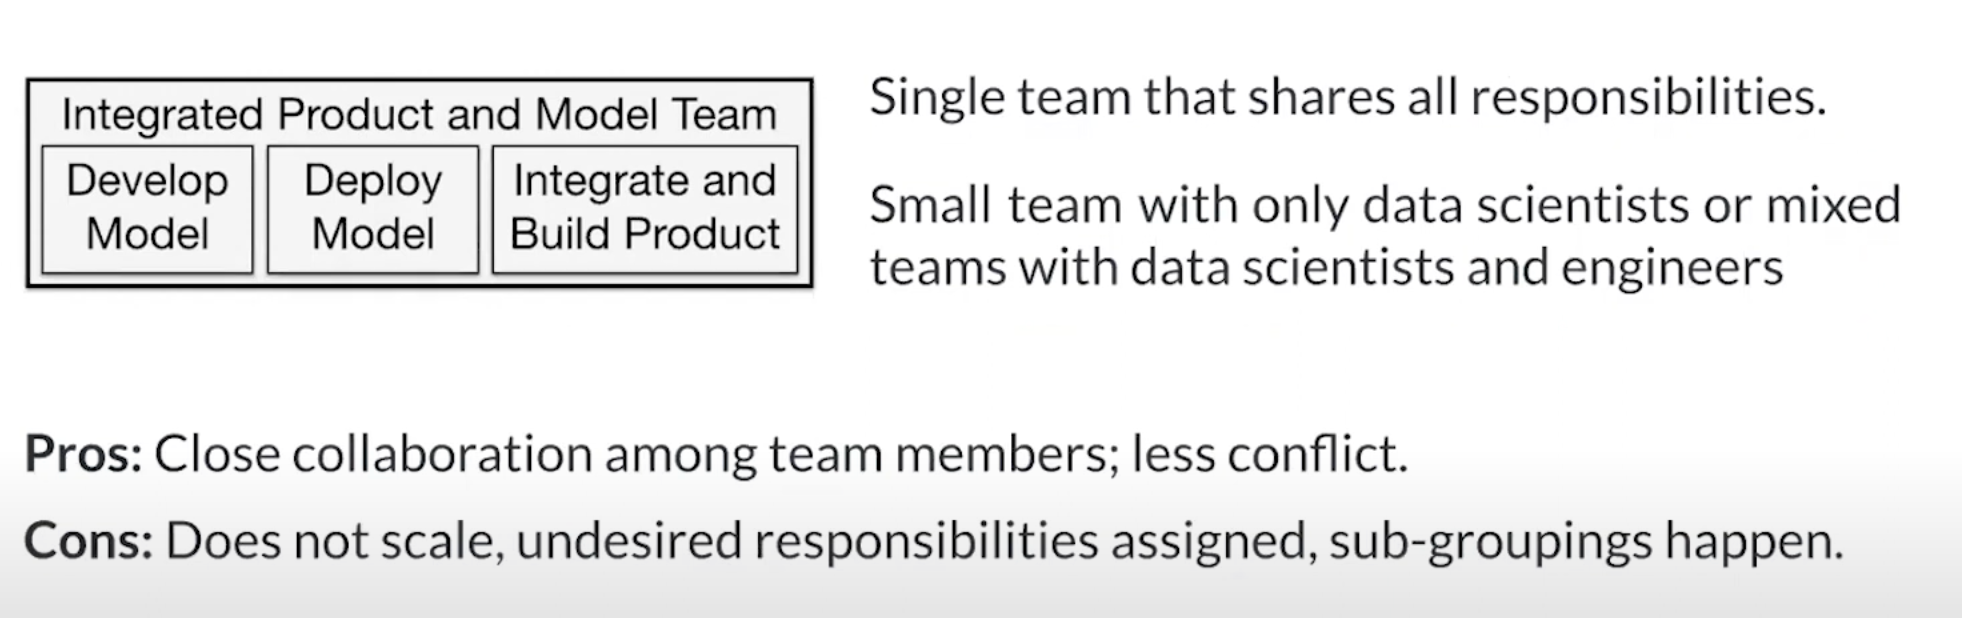 Integrated Product and Model Team
Develop
Model
Deploy
Model
Integrate and
Build Product
Single team that shares all responsibilities.
Small team with only data scientists or mixed
teams with data scientists and engineers
Pros: Close collaboration among team members; less conflict.
Cons: Does not scale, undesired responsibilities assigned, sub-groupings happen.